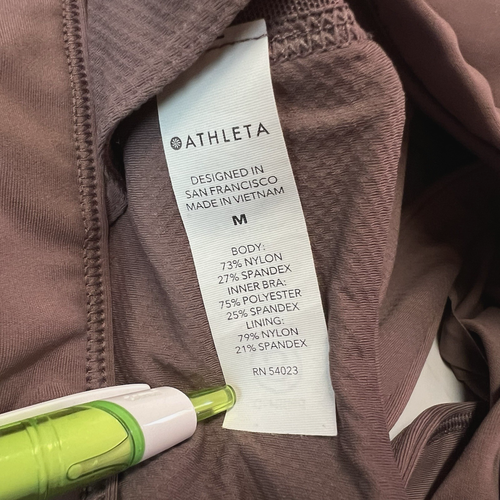 ATHLETA
DESIGNED IN
SAN FRANCISCO
MADE IN VIETNAM
M
BODY:
73% NYLON
27% SPANDEX
INNER BRA:
75% POLYESTER
25% SPANDEX
LINING:
79% NYLON
21% SPANDEX
RN 54023